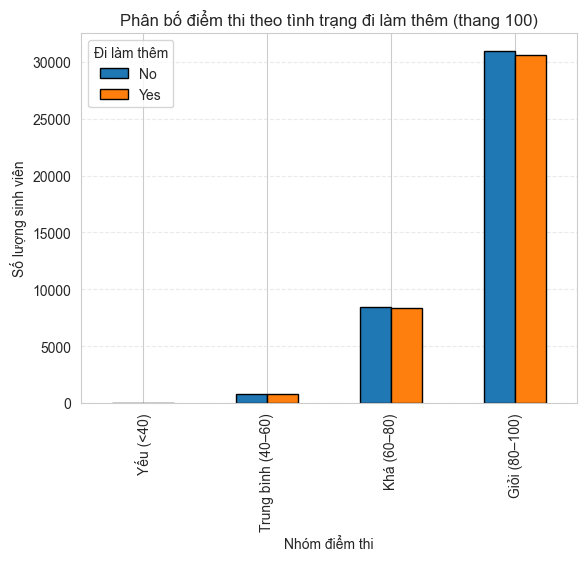 Phân bố điểm thi theo tình trạng đi làm thêm (thang 100)
Đi làm thêm
No
Yes
Số lượng sinh viên
30000
25000
20000
15000
10000
5000
0
Yếu (<40)
Trung bình (40–60)
Khá (60–80)
Giỏi (80–100)
Nhóm điểm thi